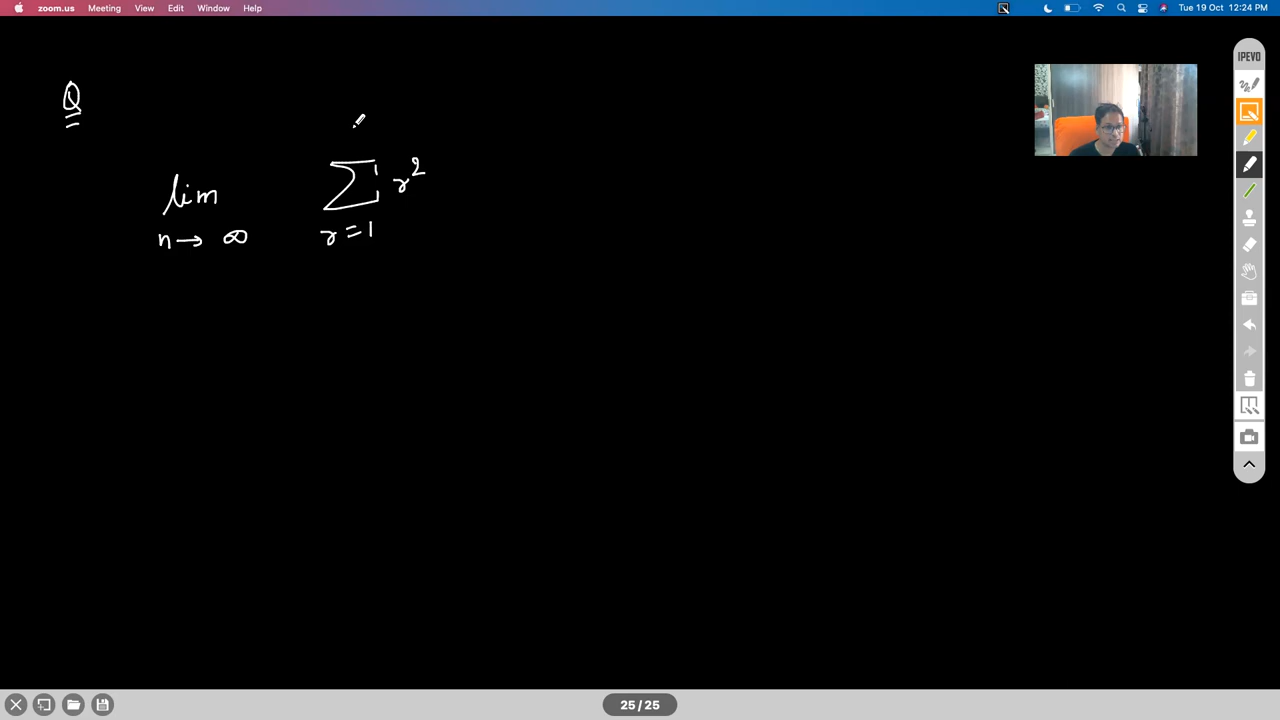 zoom.us Meeting View Edit Window Help Tue 19 Oct 12:24 PM
IPEVO
Q
lim ∑ r²
n → ∞ r = 1
25/25